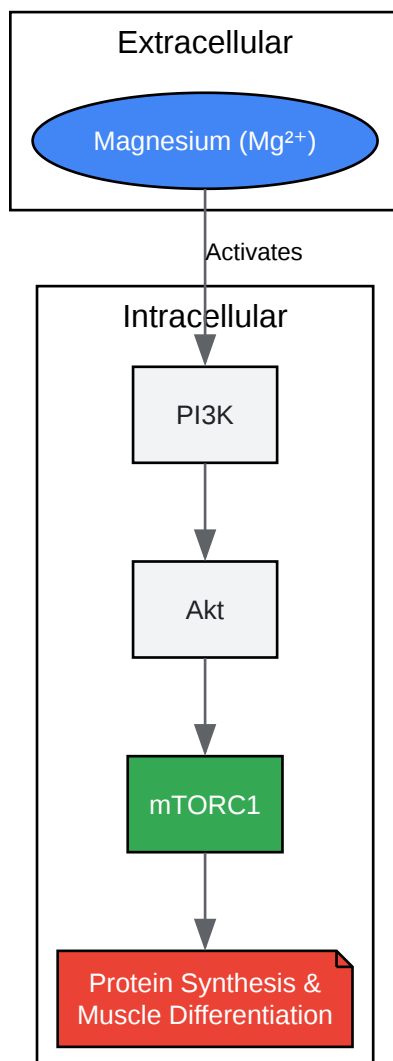 Extracellular
Magnesium (Mg²⁺)
Activates
Intracellular
PI3K
Akt
mTORC1
Protein Synthesis &
Muscle Differentiation